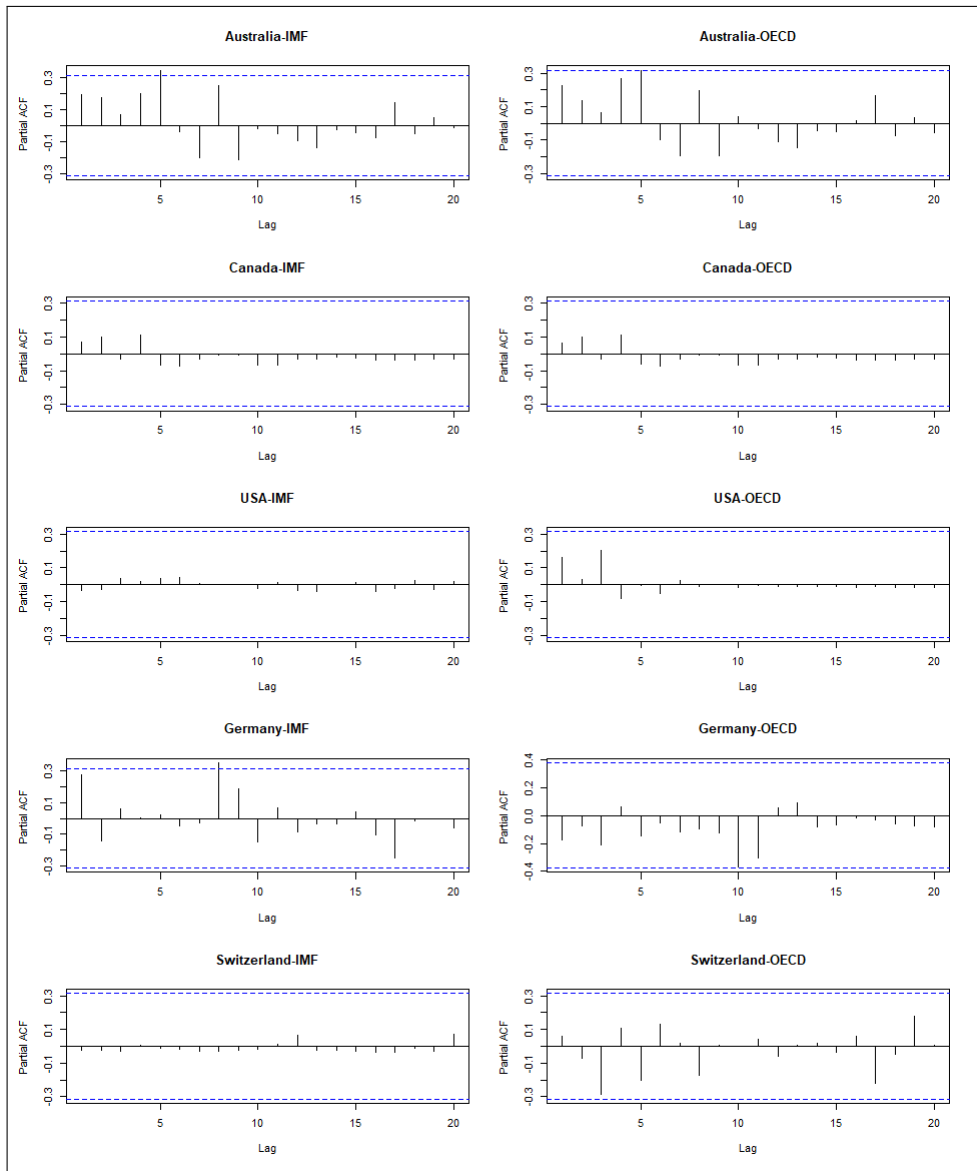 Australia-IMF
Partial ACF
-0.3 -0.1 0.1 0.3
5 10 15 20
Lag
Australia-OECD
Partial ACF
-0.3 -0.1 0.1 0.3
5 10 15 20
Lag
Canada-IMF
Partial ACF
-0.3 -0.1 0.1 0.3
5 10 15 20
Lag
Canada-OECD
Partial ACF
-0.3 -0.1 0.1 0.3
5 10 15 20
Lag
USA-IMF
Partial ACF
-0.3 -0.1 0.1 0.3
5 10 15 20
Lag
USA-OECD
Partial ACF
-0.3 -0.1 0.1 0.3
5 10 15 20
Lag
Germany-IMF
Partial ACF
-0.3 -0.1 0.1 0.3
5 10 15 20
Lag
Germany-OECD
Partial ACF
-0.4 -0.2 0.0 0.2 0.4
5 10 15 20
Lag
Switzerland-IMF
Partial ACF
-0.3 -0.1 0.1 0.3
5 10 15 20
Lag
Switzerland-OECD
Partial ACF
-0.3 -0.1 0.1 0.3
5 10 15 20
Lag